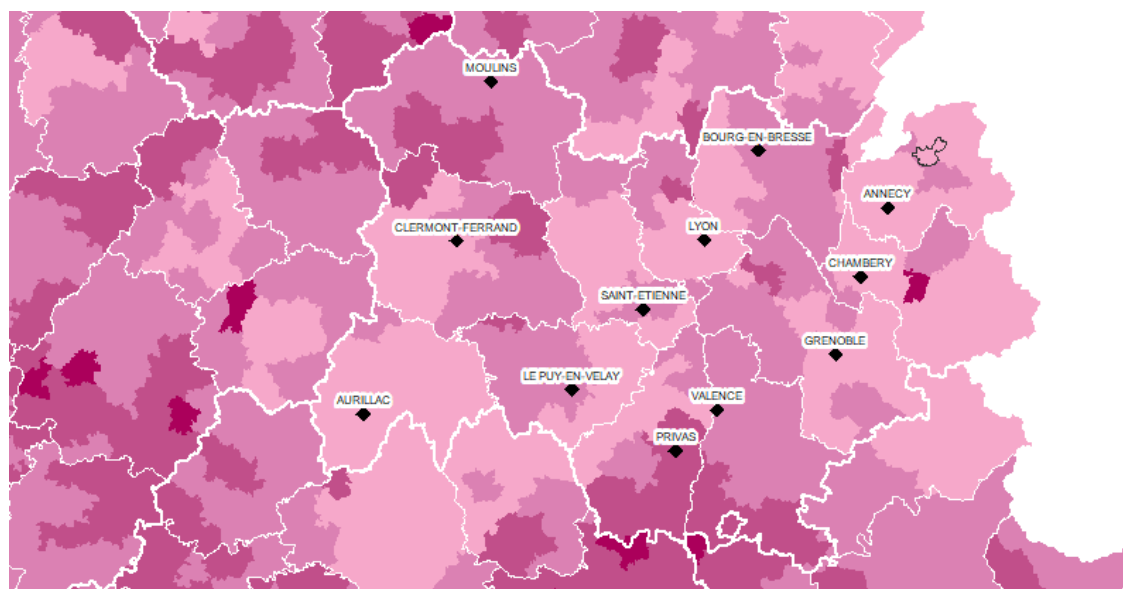 MOULINS
BOURG-EN-BRESSE
ANNECY
CLERMONT-FERRAND
LYON
CHAMBERY
SAINT-ETIENNE
GRENOBLE
LE PUY-EN-VELAY
AURILLAC
VALENCE
PRIVAS